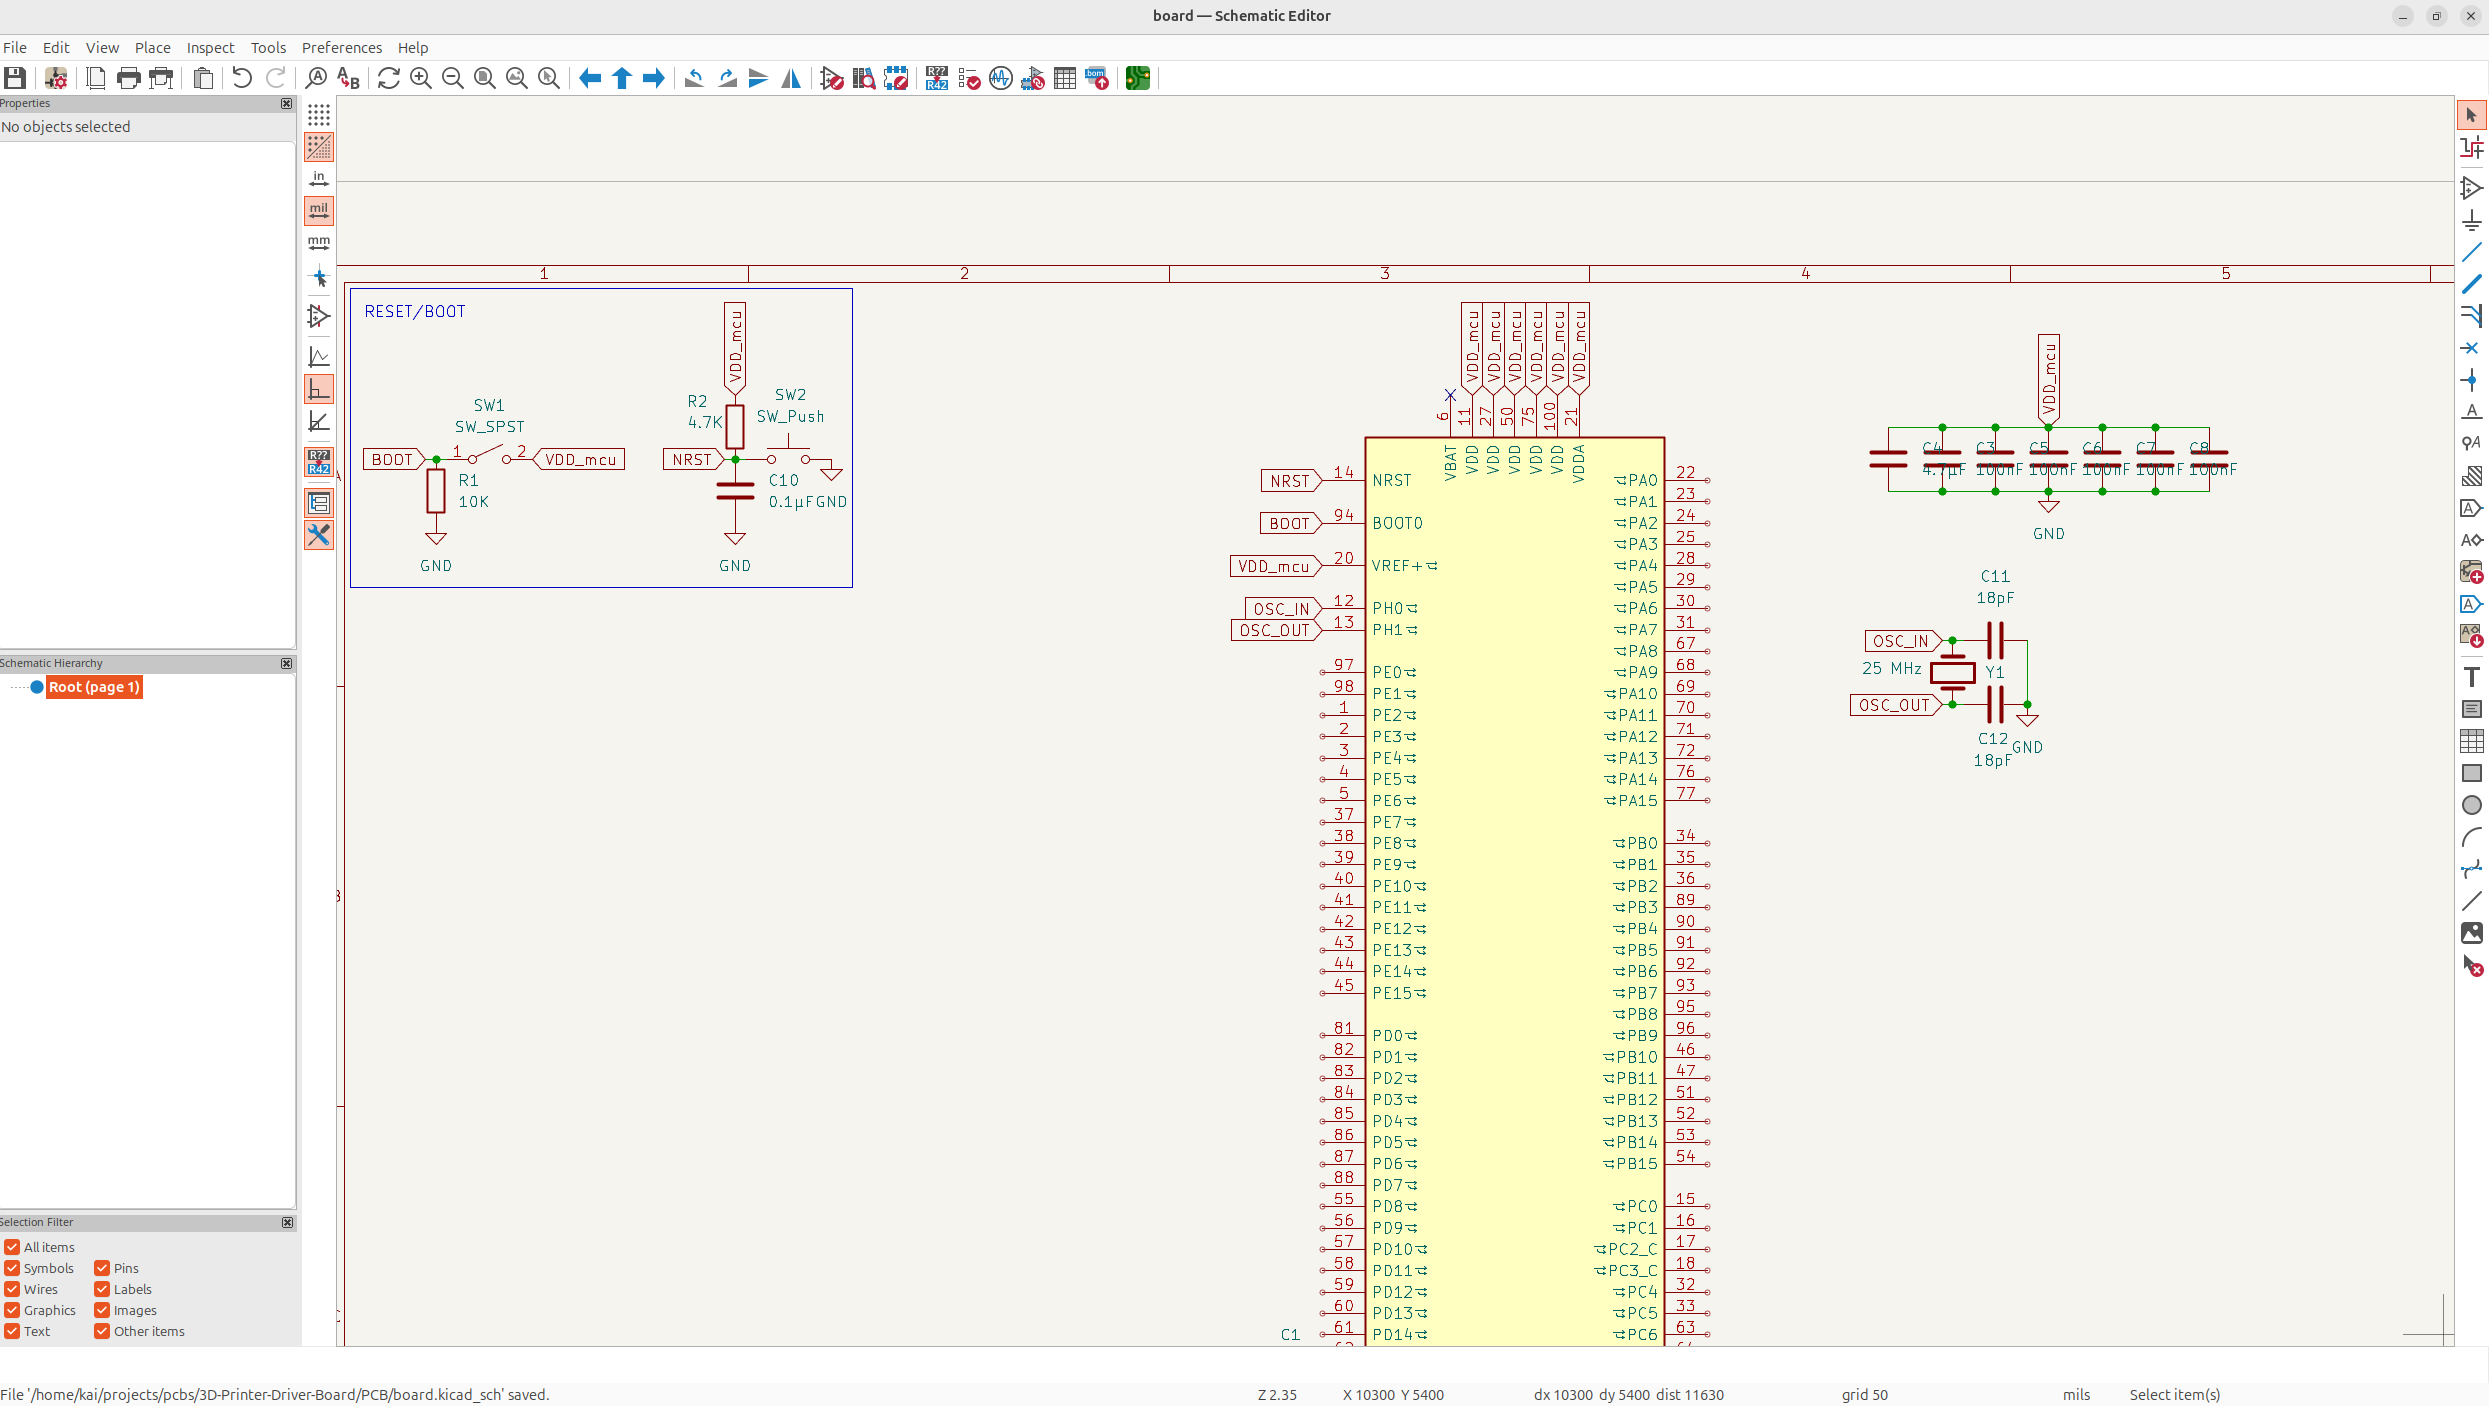 board — Schematic Editor
File Edit View Place Inspect Tools Preferences Help
Properties
No objects selected
in
mil
mm
R??
R42
Schematic Hierarchy
Root (page 1)
Selection Filter
All items
Symbols Pins
Wires Labels
Graphics Images
Text Other items
1 2 3 4 5
RESET/BOOT
VDD_mcu
SW1
SW_SPST
BOOT
1 2
VDD_mcu
R1
10K
GND
R2
4.7K
SW2
SW_Push
NRST
C10
0.1µF
GND
GND
VDD_mcu VDD_mcu VDD_mcu VDD_mcu VDD_mcu VDD_mcu
6 11 27 50 75 100 21
VBAT VDD VDD VDD VDD VDD VDDA
NRST 14 NRST
BOOT 94 BOOT0
VDD_mcu 20 VREF+
OSC_IN 12 PH0
OSC_OUT 13 PH1
97 PE0
98 PE1
1 PE2
2 PE3
3 PE4
4 PE5
5 PE6
37 PE7
38 PE8
39 PE9
40 PE10
41 PE11
42 PE12
43 PE13
44 PE14
45 PE15
81 PD0
82 PD1
83 PD2
84 PD3
85 PD4
86 PD5
87 PD6
88 PD7
55 PD8
56 PD9
57 PD10
58 PD11
59 PD12
60 PD13
C1 61 PD14
PA0 22
PA1 23
PA2 24
PA3 25
PA4 28
PA5 29
PA6 30
PA7 31
PA8 67
PA9 68
PA10 69
PA11 70
PA12 71
PA13 72
PA14 76
PA15 77
PB0 34
PB1 35
PB2 36
PB3 89
PB4 90
PB5 91
PB6 92
PB7 93
PB8 95
PB9 96
PB10 46
PB11 47
PB12 51
PB13 52
PB14 53
PB15 54
PC0 15
PC1 16
PC2_C 17
PC3_C 18
PC4 32
PC5 33
PC6 63
VDD_mcu
C4 C3 C5 C6 C7 C8
4.7µF 100nF 100nF 100nF 100nF 100nF
GND
C11
18pF
OSC_IN
25 MHz Y1
OSC_OUT
C12
18pF
GND
File '/home/kai/projects/pcbs/3D-Printer-Driver-Board/PCB/board.kicad_sch' saved. Z 2.35 X 10300 Y 5400 dx 10300 dy 5400 dist 11630 grid 50 mils Select item(s)